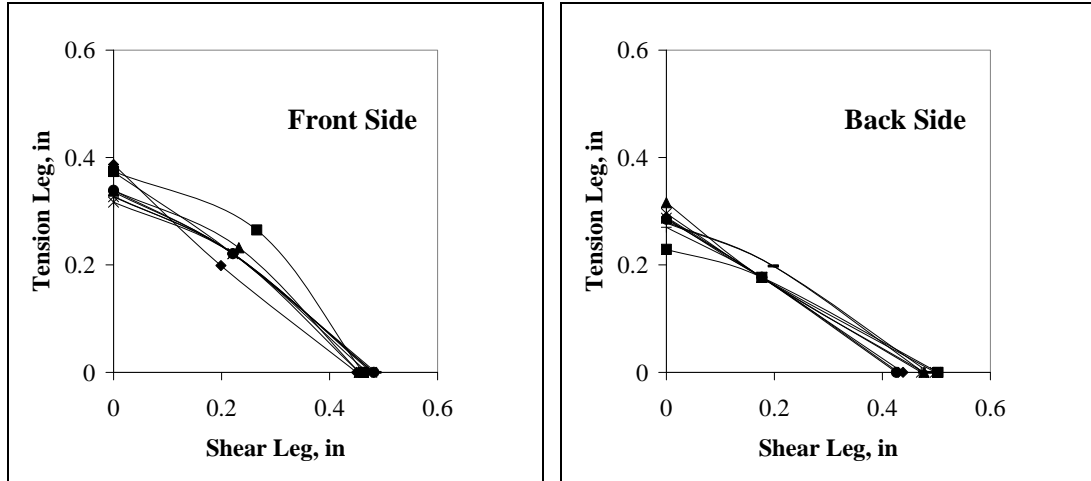 Front Side
Tension Leg, in
0.6
0.4
0.2
0
0 0.2 0.4 0.6
Shear Leg, in
Back Side
Tension Leg, in
0.6
0.4
0.2
0
0 0.2 0.4 0.6
Shear Leg, in